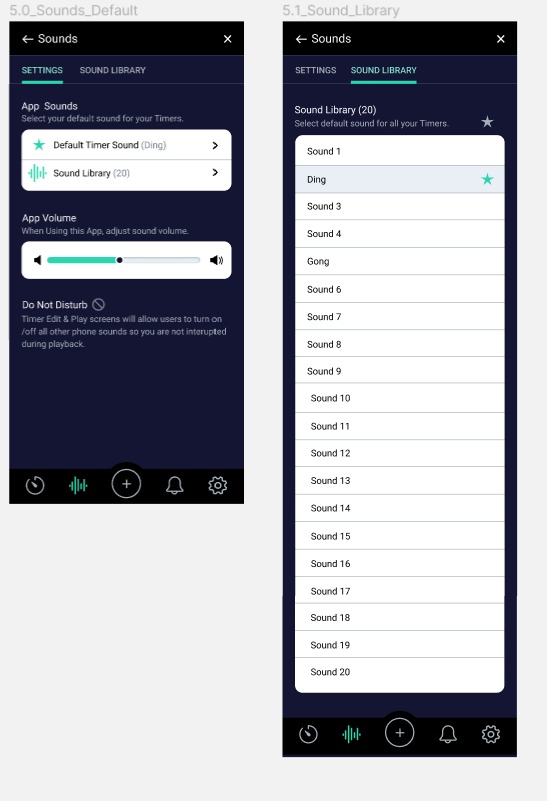 5.0_Sounds_Default
Sounds
SETTINGS SOUND LIBRARY
App Sounds
Select your default sound for your Timers.
Default Timer Sound (Ding)
Sound Library (20)
App Volume
When Using this App, adjust sound volume.
Do Not Disturb
Timer Edit & Play screens will allow users to turn on
/off all other phone sounds so you are not interupted
during playback.
5.1_Sound_Library
Sounds
SETTINGS SOUND LIBRARY
Sound Library (20)
Select default sound for all your Timers.
Sound 1
Ding
Sound 3
Sound 4
Gong
Sound 6
Sound 7
Sound 8
Sound 9
Sound 10
Sound 11
Sound 12
Sound 13
Sound 14
Sound 15
Sound 16
Sound 17
Sound 18
Sound 19
Sound 20